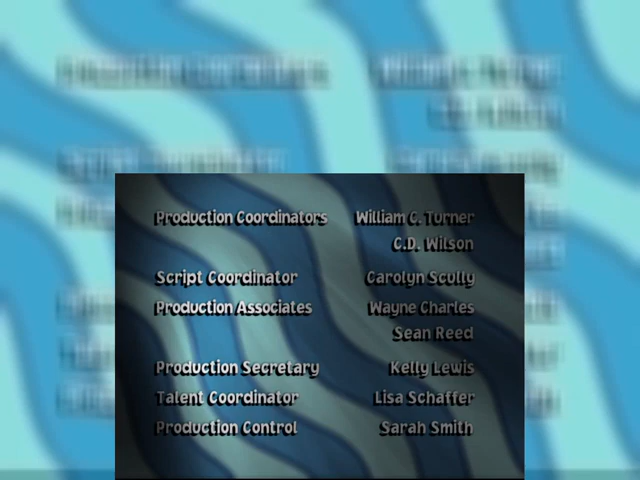 Production Coordinators William C. Turner
C.D. Wilson
Script Coordinator Carolyn Scully
Production Associates Wayne Charles
Sean Reed
Production Secretary Kelly Lewis
Talent Coordinator Lisa Schaffer
Production Control Sarah Smith